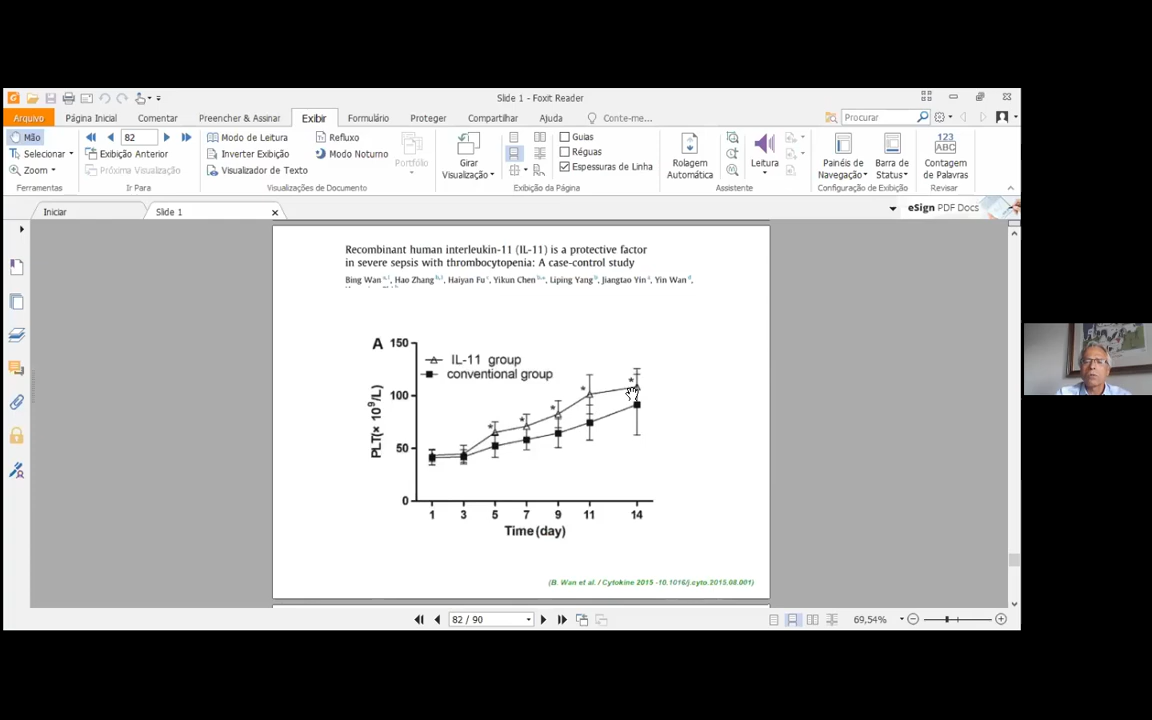 Slide 1 - Foxit Reader
Arquivo Página Inicial Comentar Preencher & Assinar Exibir Formulário Proteger Compartilhar Ajuda Conte-me... Procurar
Mão 82 Modo de Leitura Refluxo Guias
Selecionar Exibição Anterior Inverter Exibição Modo Noturno Réguas
Zoom Próxima Visualização Visualizador de Texto Espessuras de Linha
Portfólio
Girar Visualização
Rolagem Automática
Leitura
Painéis de Navegação
Barra de Status
123 ABC
Contagem de Palavras
Ferramentas Ir Para Visualizações de Documento Exibição da Página Assistente Configuração de Exibição Revisar
Iniciar Slide 1 eSign PDF Docs
Recombinant human interleukin-11 (IL-11) is a protective factor
in severe sepsis with thrombocytopenia: A case-control study
Bing Wan, Hao Zhang, Haiyan Fu, Yikun Chen, Liping Yang, Jiangtao Yin, Yin Wan,
A
150
IL-11 group
conventional group
100
PLT(× 10⁹/L)
50
0
1 3 5 7 9 11 14
Time (day)
(B. Wan et al. / Cytokine 2015 -10.1016/j.cyto.2015.08.001)
82 / 90 69,54%